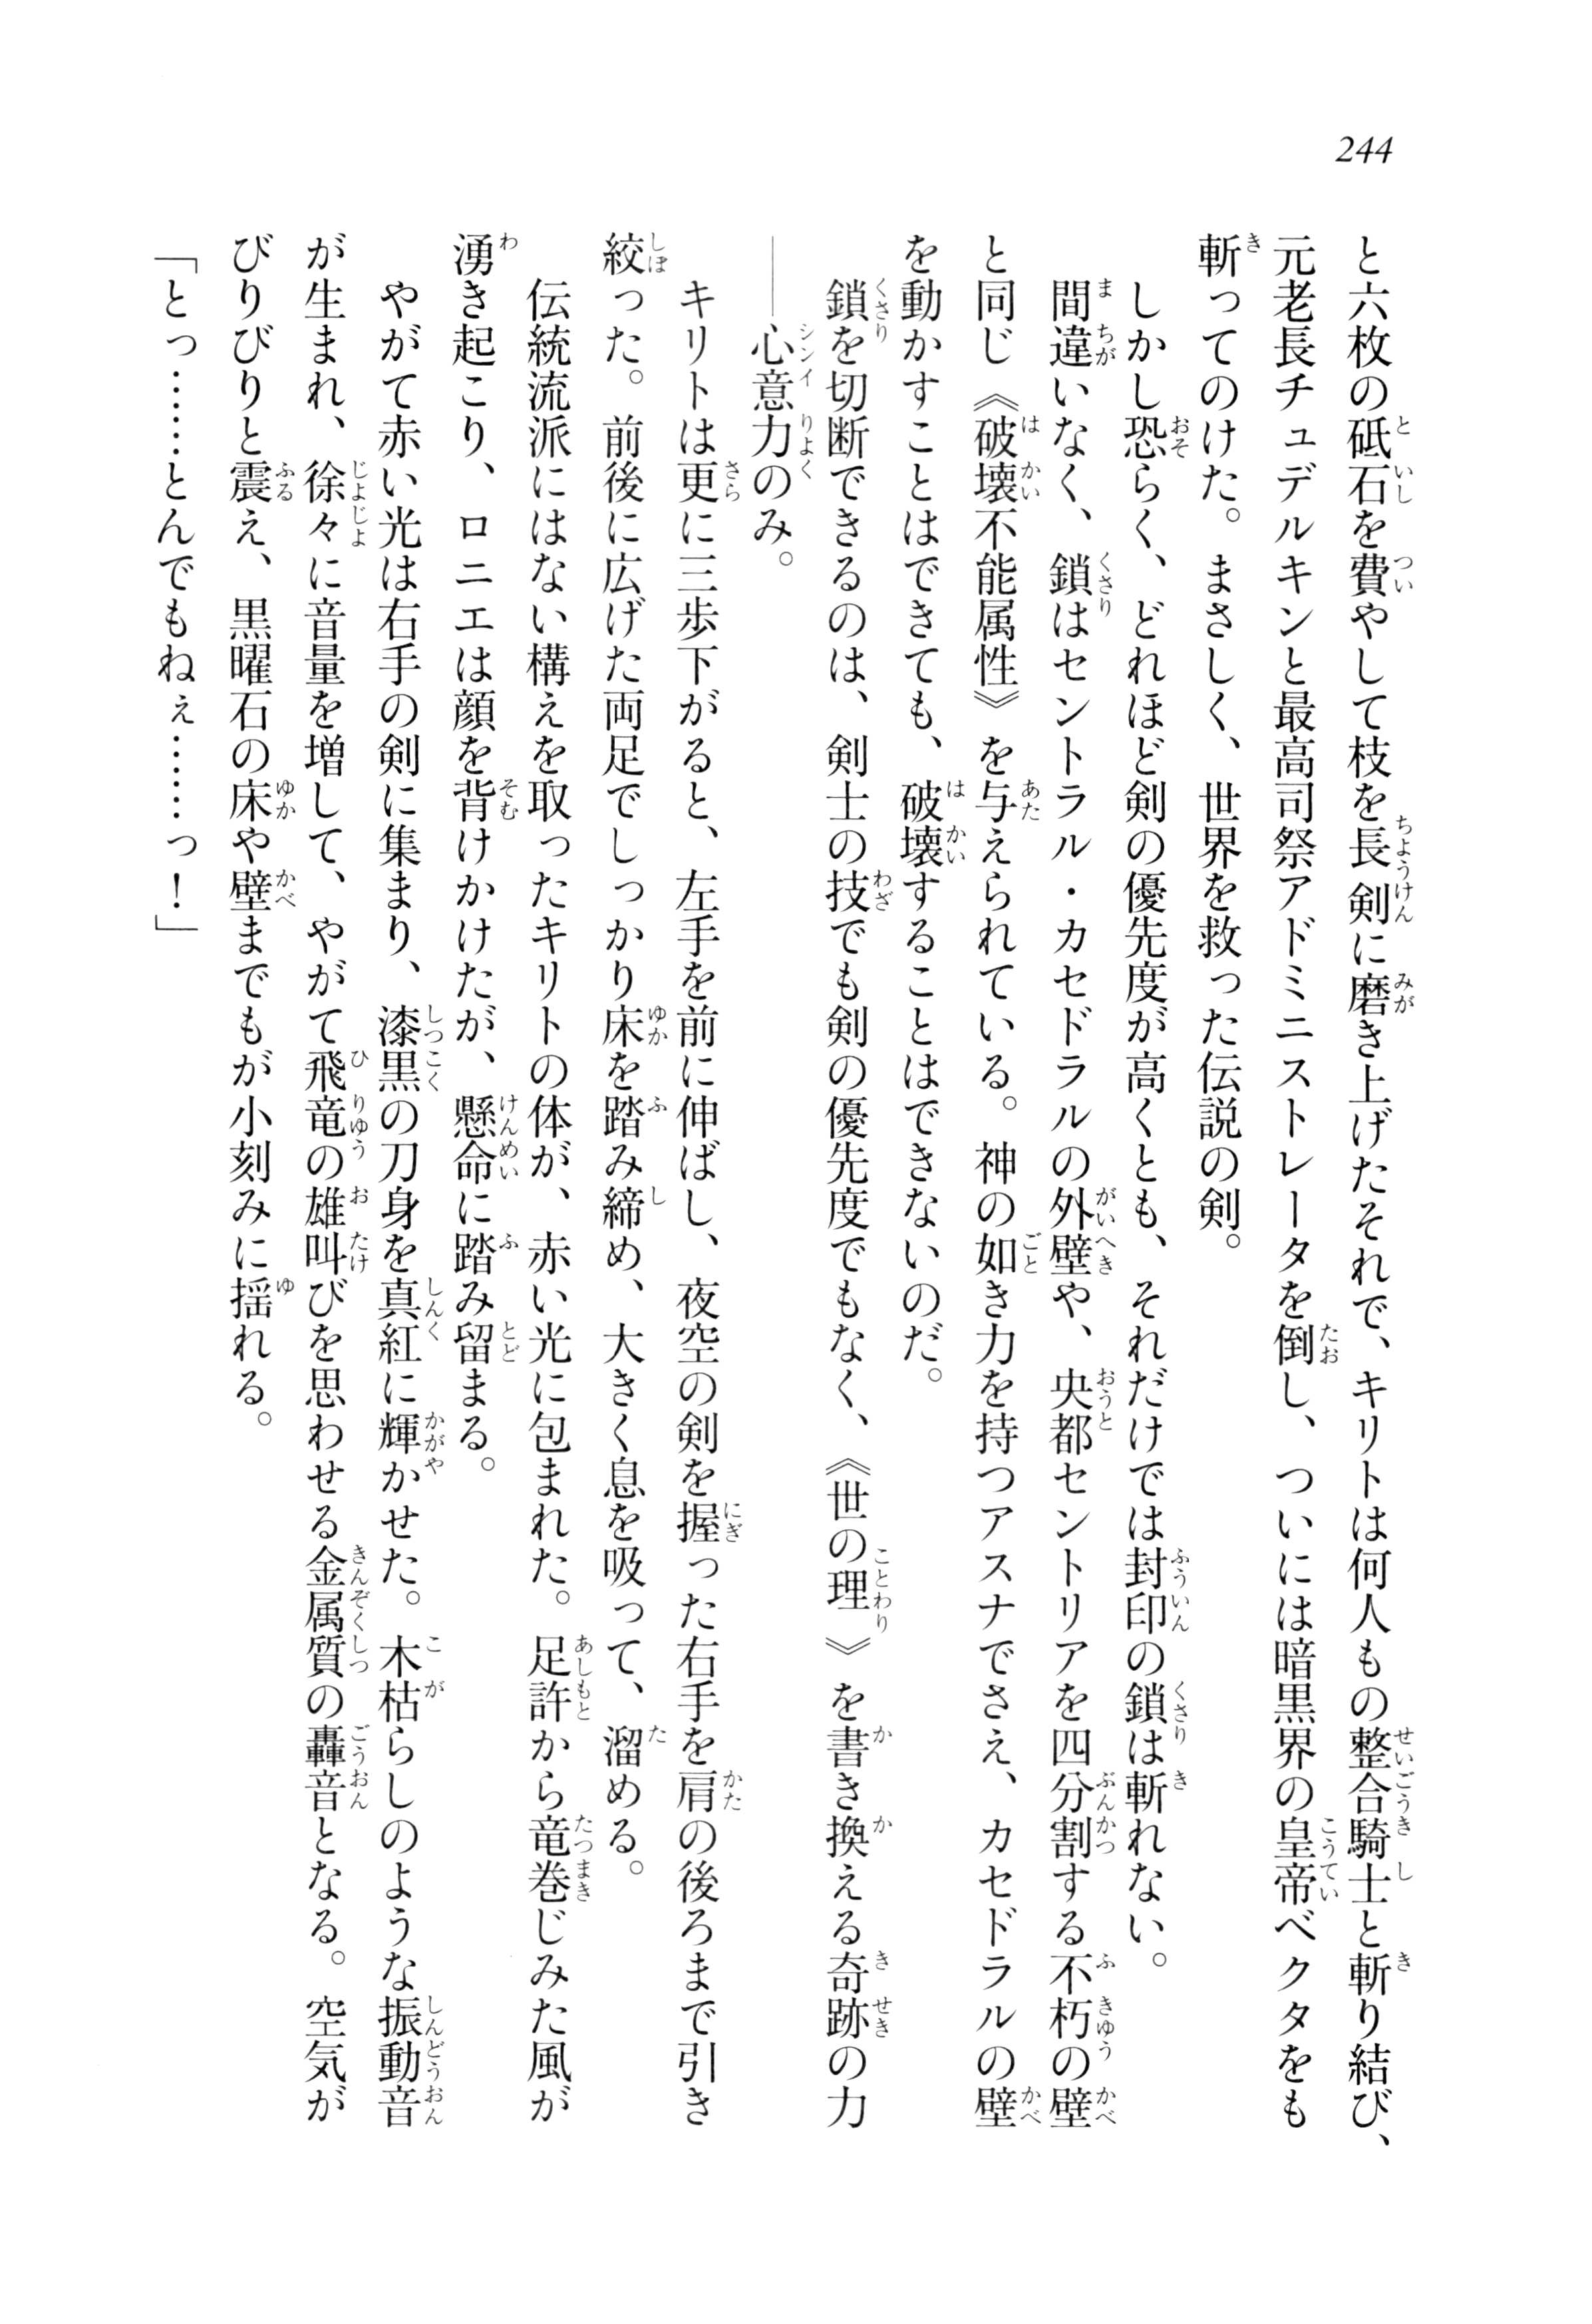 244
と六枚の砥石を費やして枝を長剣に磨き上げたそれで、キリトは何人もの整合騎士と斬り結び、
元老長チュデルキンと最高司祭アドミニストレータを倒し、ついには暗黒界の皇帝ベクタをも
斬ってのけた。まさしく、世界を救った伝説の剣。
しかし恐らく、どれほど剣の優先度が高くとも、それだけでは封印の鎖は斬れない。
間違いなく、鎖はセントラル・カセドラルの外壁や、央都セントリアを四分割する不朽の壁
と同じ《破壊不能属性》を与えられている。神の如き力を持つアスナでさえ、カセドラルの壁
を動かすことはできても、破壊することはできないのだ。
鎖を切断できるのは、剣士の技でも剣の優先度でもなく、《世の理》を書き換える奇跡の力
――心意力のみ。
キリトは更に三歩下がると、左手を前に伸ばし、夜空の剣を握った右手を肩の後ろまで引き
絞った。前後に広げた両足でしっかり床を踏み締め、大きく息を吸って、溜める。
伝統流派にはない構えを取ったキリトの体が、赤い光に包まれた。足許から竜巻じみた風が
湧き起こり、ロニエは顔を背けかけたが、懸命に踏み留まる。
やがて赤い光は右手の剣に集まり、漆黒の刀身を真紅に輝かせた。木枯らしのような振動音
が生まれ、徐々に音量を増して、やがて飛竜の雄叫びを思わせる金属質の轟音となる。空気が
びりびりと震え、黒曜石の床や壁までもが小刻みに揺れる。
「とっ……とんでもねぇ……っ！」